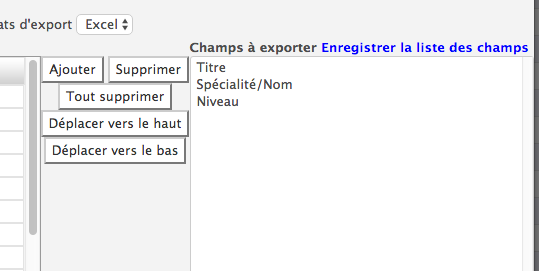 ats d'export Excel
Champs à exporter Enregistrer la liste des champs
Ajouter Supprimer
Tout supprimer
Déplacer vers le haut
Déplacer vers le bas
Titre
Spécialité/Nom
Niveau